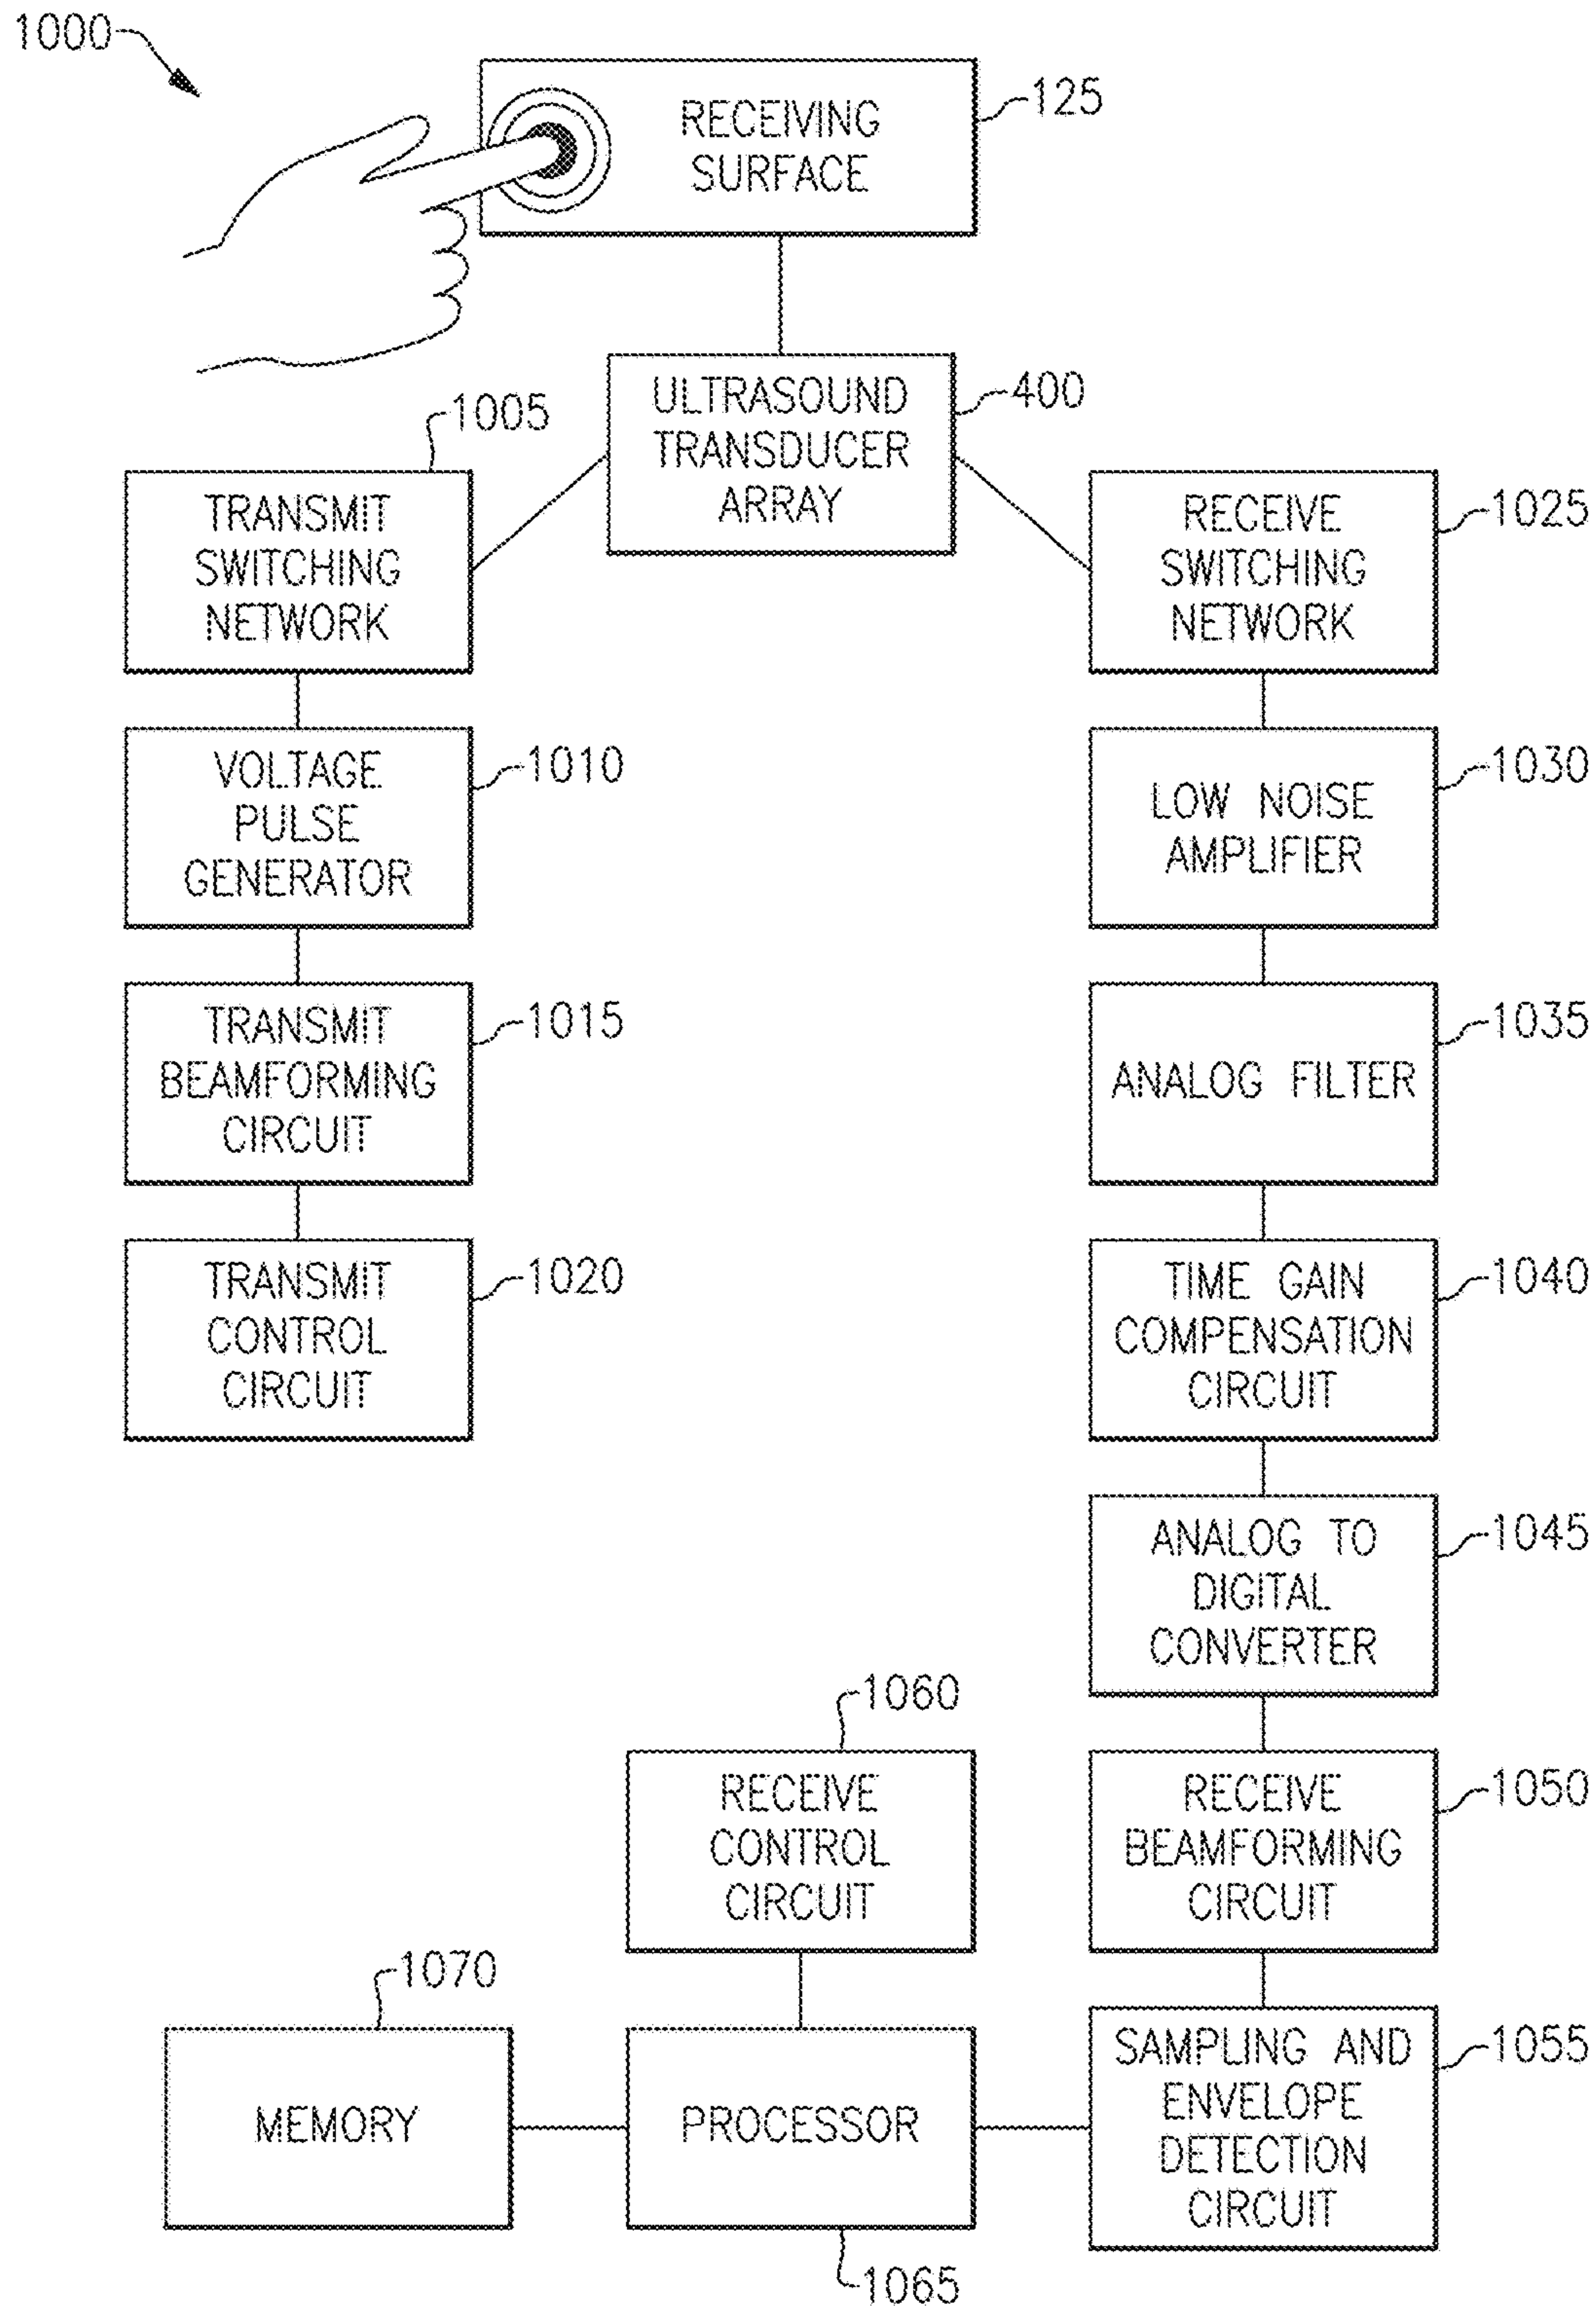 1000
RECEIVING
SURFACE
125
ULTRASOUND
TRANSDUCER
ARRAY
400
1005
TRANSMIT
SWITCHING
NETWORK
RECEIVE
SWITCHING
NETWORK
1025
VOLTAGE
PULSE
GENERATOR
1010
LOW NOISE
AMPLIFIER
1030
TRANSMIT
BEAMFORMING
CIRCUIT
1015
ANALOG FILTER
1035
TRANSMIT
CONTROL
CIRCUIT
1020
TIME GAIN
COMPENSATION
CIRCUIT
1040
ANALOG TO
DIGITAL
CONVERTER
1045
1060
RECEIVE
CONTROL
CIRCUIT
RECEIVE
BEAMFORMING
CIRCUIT
1050
1070
MEMORY
PROCESSOR
1065
SAMPLING AND
ENVELOPE
DETECTION
CIRCUIT
1055